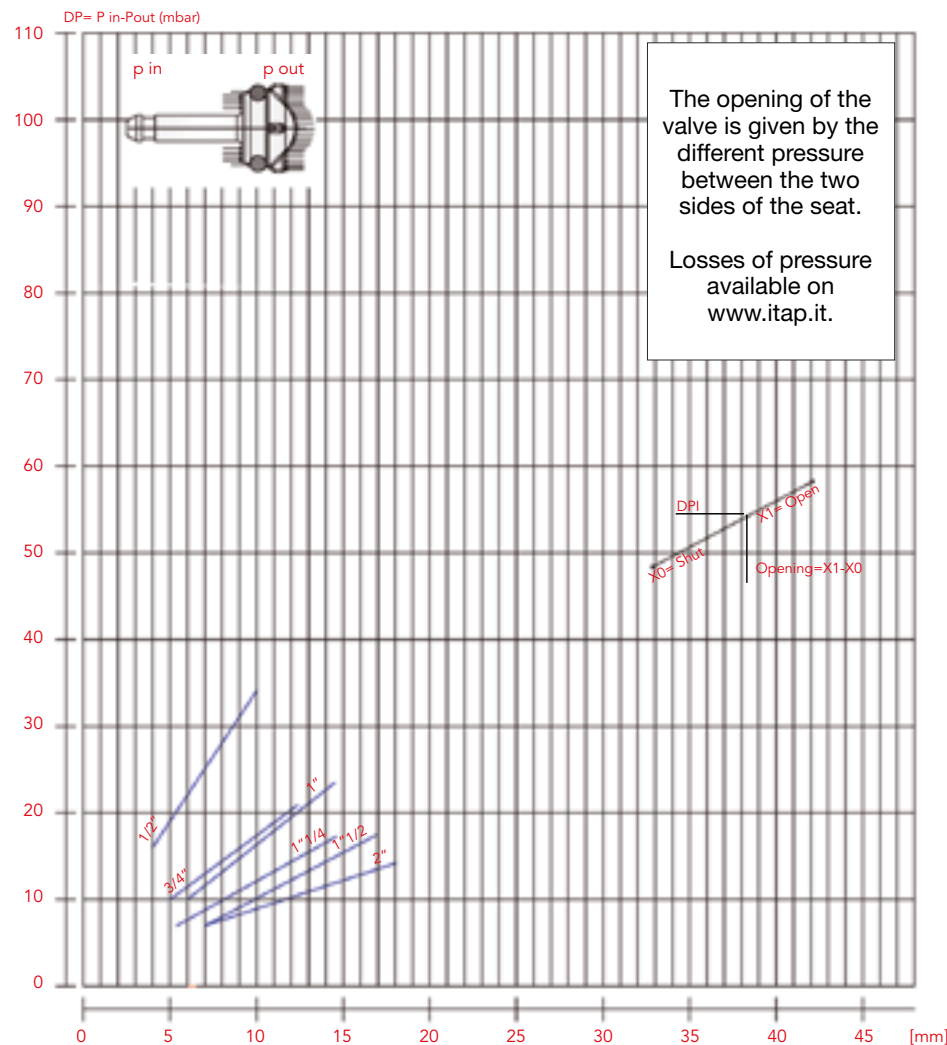 DP= P in-Pout (mbar)
110
p in
p out
100
90
80
70
60
50
40
30
20
10
0
The opening of the
valve is given by the
different pressure
between the two
sides of the seat.
Losses of pressure
available on
www.itap.it.
DPI
X1= Open
X0= Shut
Opening=X1-X0
1/2"
3/4"
1"
1"1/4
1"1/2
2"
0
5
10
15
20
25
30
35
40
45
[mm]